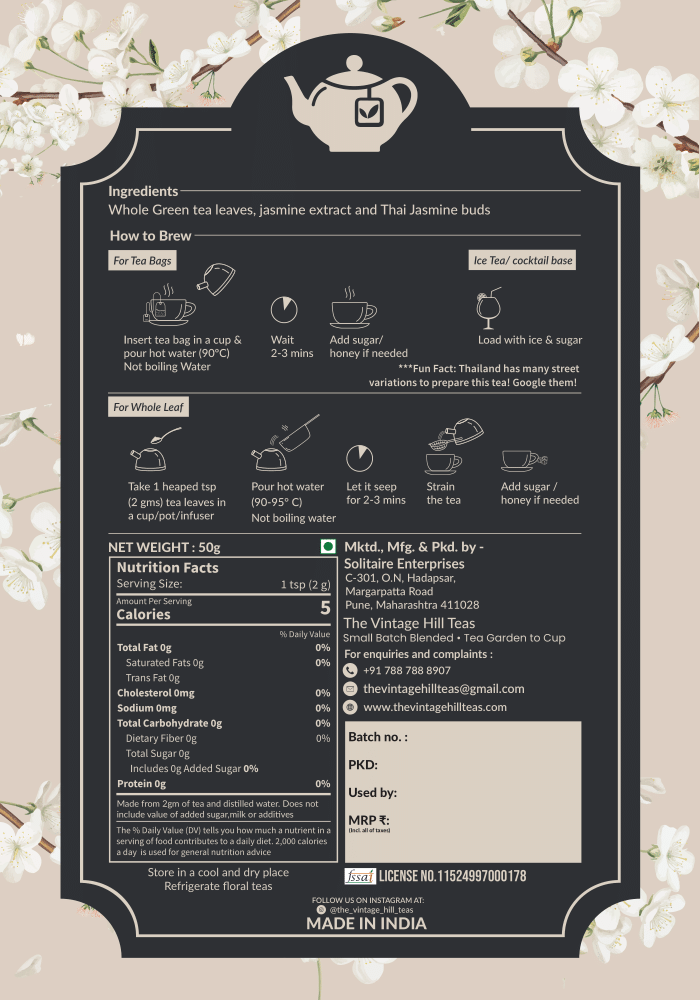 Ingredients
Whole Green tea leaves, jasmine extract and Thai Jasmine buds
How to Brew
For Tea Bags
Insert tea bag in a cup &
pour hot water (90°C)
Not boiling Water
Wait
2-3 mins
Add sugar/
honey if needed
Ice Tea/ cocktail base
Load with ice & sugar
***Fun Fact: Thailand has many street
variations to prepare this tea! Google them!
For Whole Leaf
Take 1 heaped tsp
(2 gms) tea leaves in
a cup/pot/infuser
Pour hot water
(90-95° C)
Not boiling water
Let it seep
for 2-3 mins
Strain
the tea
Add sugar /
honey if needed
NET WEIGHT : 50g
Nutrition Facts
Serving Size: 1 tsp (2 g)
Amount Per Serving
Calories 5
% Daily Value
Total Fat 0g 0%
Saturated Fats 0g 0%
Trans Fat 0g
Cholesterol 0mg 0%
Sodium 0mg 0%
Total Carbohydrate 0g 0%
Dietary Fiber 0g 0%
Total Sugar 0g
Includes 0g Added Sugar 0%
Protein 0g 0%
Made from 2gm of tea and distilled water. Does not
include value of added sugar,milk or additives
The % Daily Value (DV) tells you how much a nutrient in a
serving of food contributes to a daily diet. 2,000 calories
a day is used for general nutrition advice
Store in a cool and dry place
Refrigerate floral teas
Mktd., Mfg. & Pkd. by -
Solitaire Enterprises
C-301, O.N, Hadapsar,
Margarpatta Road
Pune, Maharashtra 411028
The Vintage Hill Teas
Small Batch Blended • Tea Garden to Cup
For enquiries and complaints :
+91 788 788 8907
thevintagehillteas@gmail.com
www.thevintagehillteas.com
Batch no. :
PKD:
Used by:
MRP ₹:
(Incl. all of taxes)
fssai LICENSE NO.11524997000178
FOLLOW US ON INSTAGRAM AT:
@the_vintage_hill_teas
MADE IN INDIA